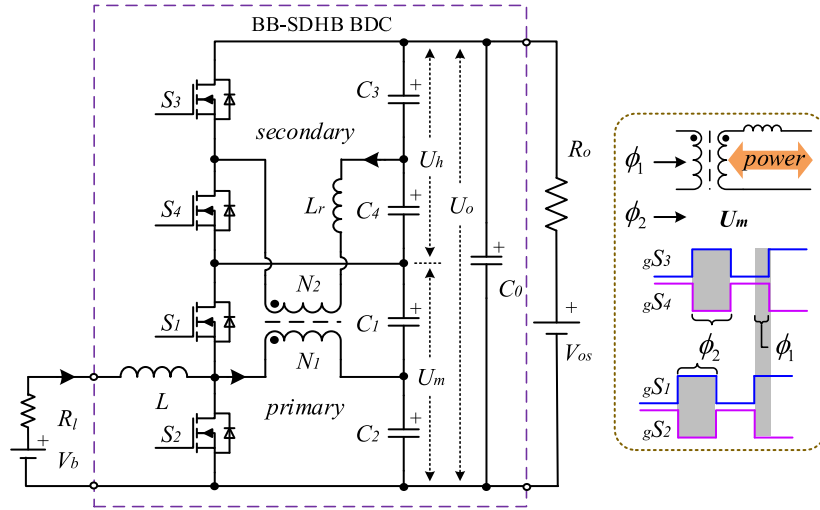 BB-SDHB BDC
S3
C3
secondary
Uh
Ro
S4
Lr
C4
Uo
N2
C0
S1
C1
N1
Um
Vos
L
primary
Rl
S2
C2
Vb
ϕ1
power
ϕ2
Um
gS3
gS4
ϕ2
ϕ1
gS1
gS2